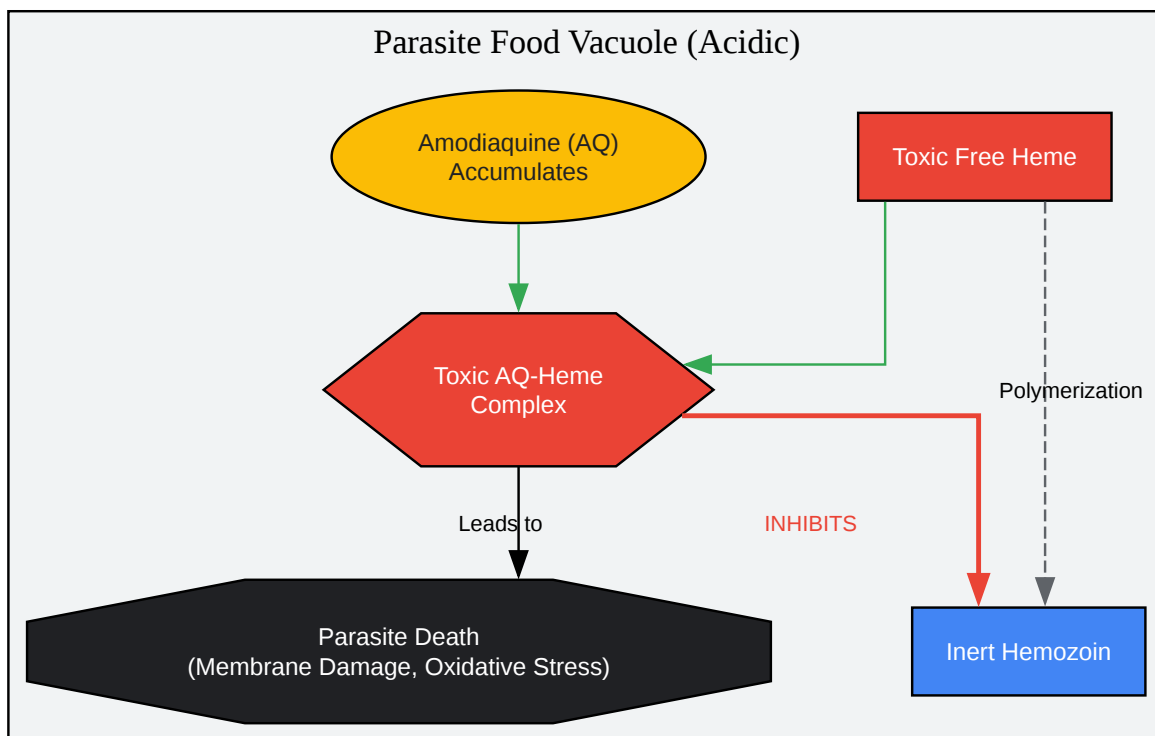 Parasite Food Vacuole (Acidic)
Amodiaquine (AQ)
Accumulates
Toxic Free Heme
Toxic AQ-Heme
Complex
Polymerization
Leads to
INHIBITS
Parasite Death
(Membrane Damage, Oxidative Stress)
Inert Hemozoin